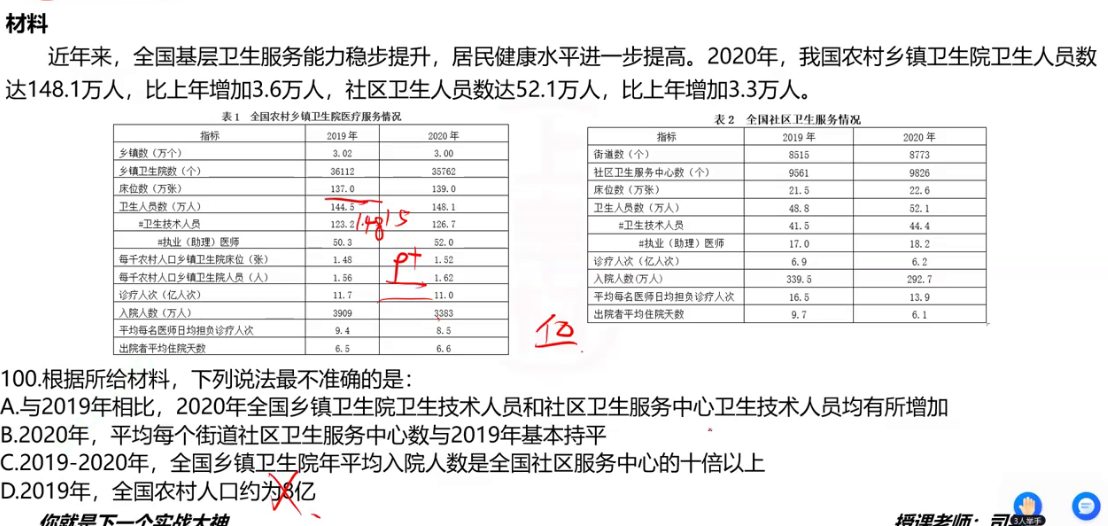 材料
近年来，全国基层卫生服务能力稳步提升，居民健康水平进一步提高。2020年，我国农村乡镇卫生院卫生人员数
达148.1万人，比上年增加3.6万人，社区卫生人员数达52.1万人，比上年增加3.3万人。
表1 全国农村乡镇卫生院医疗服务情况
指标 2019年 2020年
乡镇数（万个） 3.02 3.00
乡镇卫生院数（个） 36112 35762
床位数（万张） 137.0 139.0
卫生人员数（万人） 144.5 148.1
#卫生技术人员 123.2 126.7
#执业（助理）医师 50.3 52.0
每千农村人口乡镇卫生院床位（张） 1.48 1.52
每千农村人口乡镇卫生院人员（人） 1.56 1.62
诊疗人次（亿人次） 11.7 11.0
入院人数（万人） 3909 3383
平均每名医师日均担负诊疗人次 9.4 8.5
出院者平均住院天数 6.5 6.6
表2 全国社区卫生服务情况
指标 2019年 2020年
街道数（个） 8515 8773
社区卫生服务中心数（个） 9561 9826
床位数（万张） 21.5 22.6
卫生人员数（万人） 48.8 52.1
#卫生技术人员 41.5 44.4
#执业（助理）医师 17.0 18.2
诊疗人次（亿人次） 6.9 6.2
入院人数(万人） 339.5 292.7
平均每名医师日均担负诊疗人次 16.5 13.9
出院者平均住院天数 9.7 6.1
100.根据所给材料，下列说法最不准确的是：
A.与2019年相比，2020年全国乡镇卫生院卫生技术人员和社区卫生服务中心卫生技术人员均有所增加
B.2020年，平均每个街道社区卫生服务中心数与2019年基本持平
C.2019-2020年，全国乡镇卫生院年平均入院人数是全国社区服务中心的十倍以上
D.2019年，全国农村人口约为8亿
你就是下一个实战大神
授课老师：司
3人举手